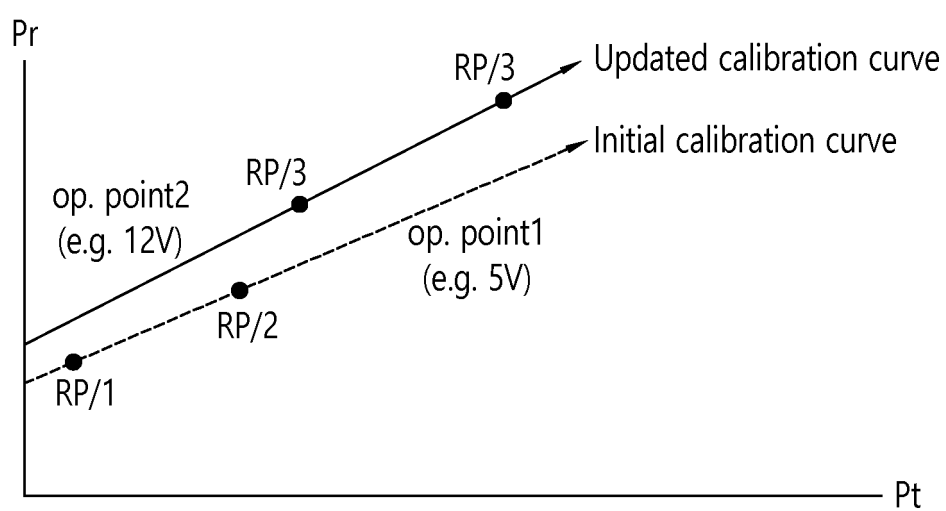 Pr
RP/3
Updated calibration curve
Initial calibration curve
RP/3
op. point2
(e.g. 12V)
op. point1
(e.g. 5V)
RP/2
RP/1
Pt